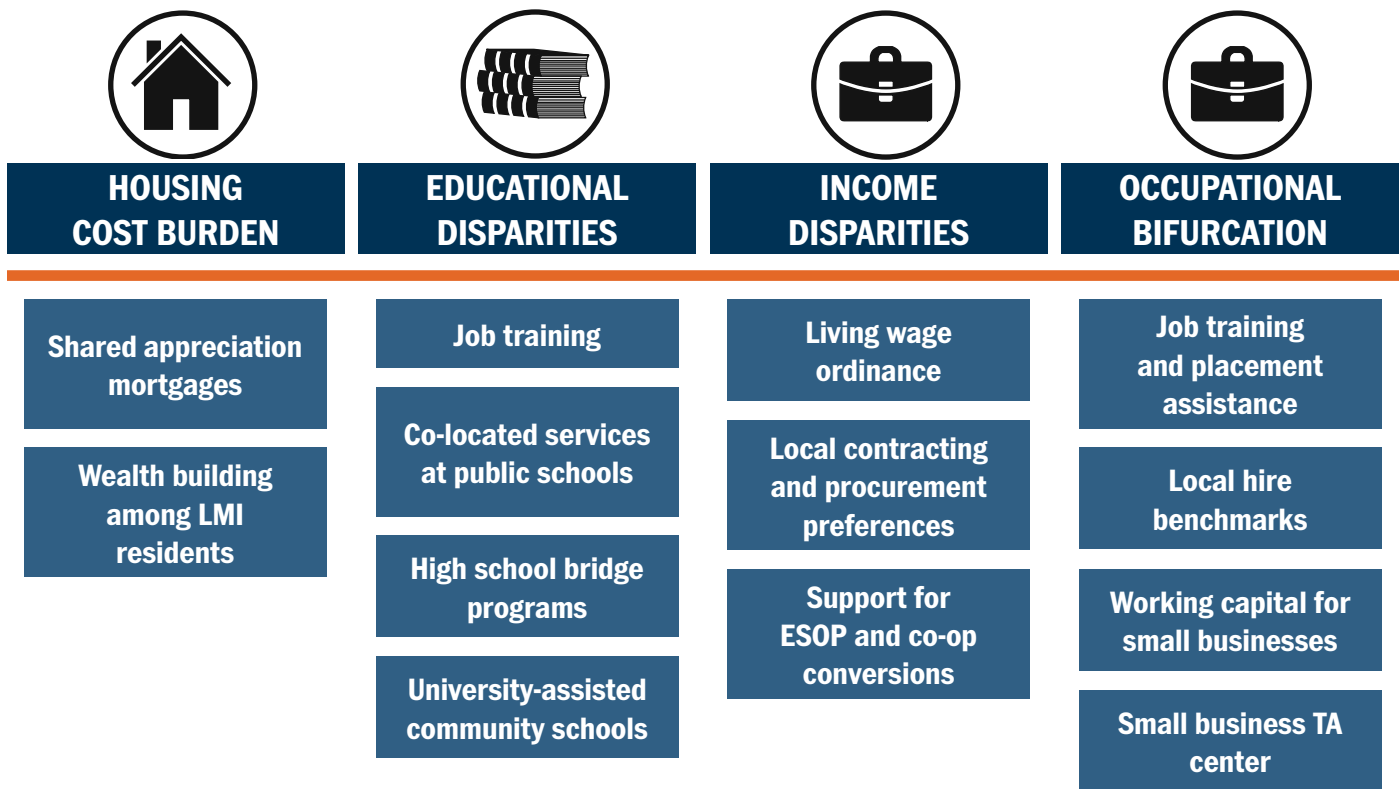 HOUSING
COST BURDEN
EDUCATIONAL
DISPARITIES
INCOME
DISPARITIES
OCCUPATIONAL
BIFURCATION
Shared appreciation
mortgages
Wealth building
among LMI
residents
Job training
Co-located services
at public schools
High school bridge
programs
University-assisted
community schools
Living wage
ordinance
Local contracting
and procurement
preferences
Support for
ESOP and co-op
conversions
Job training
and placement
assistance
Local hire
benchmarks
Working capital for
small businesses
Small business TA
center